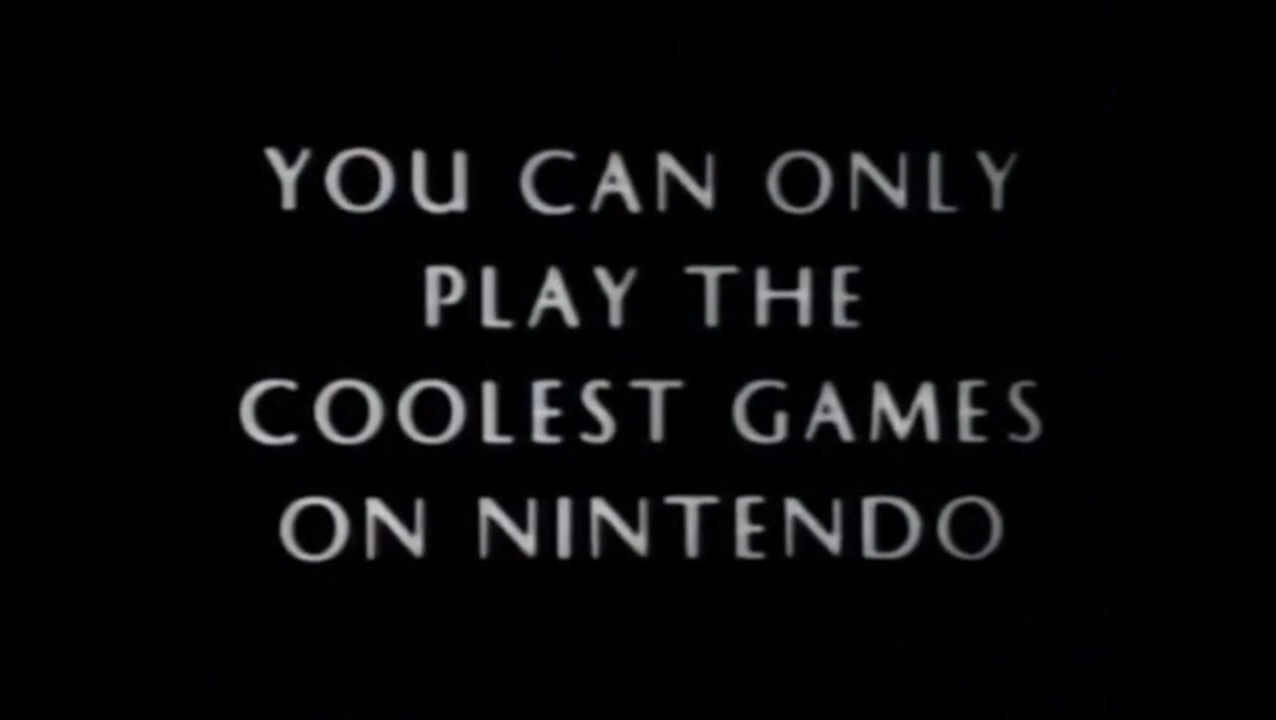 YOU CAN ONLY
PLAY THE
COOLEST GAMES
ON NINTENDO